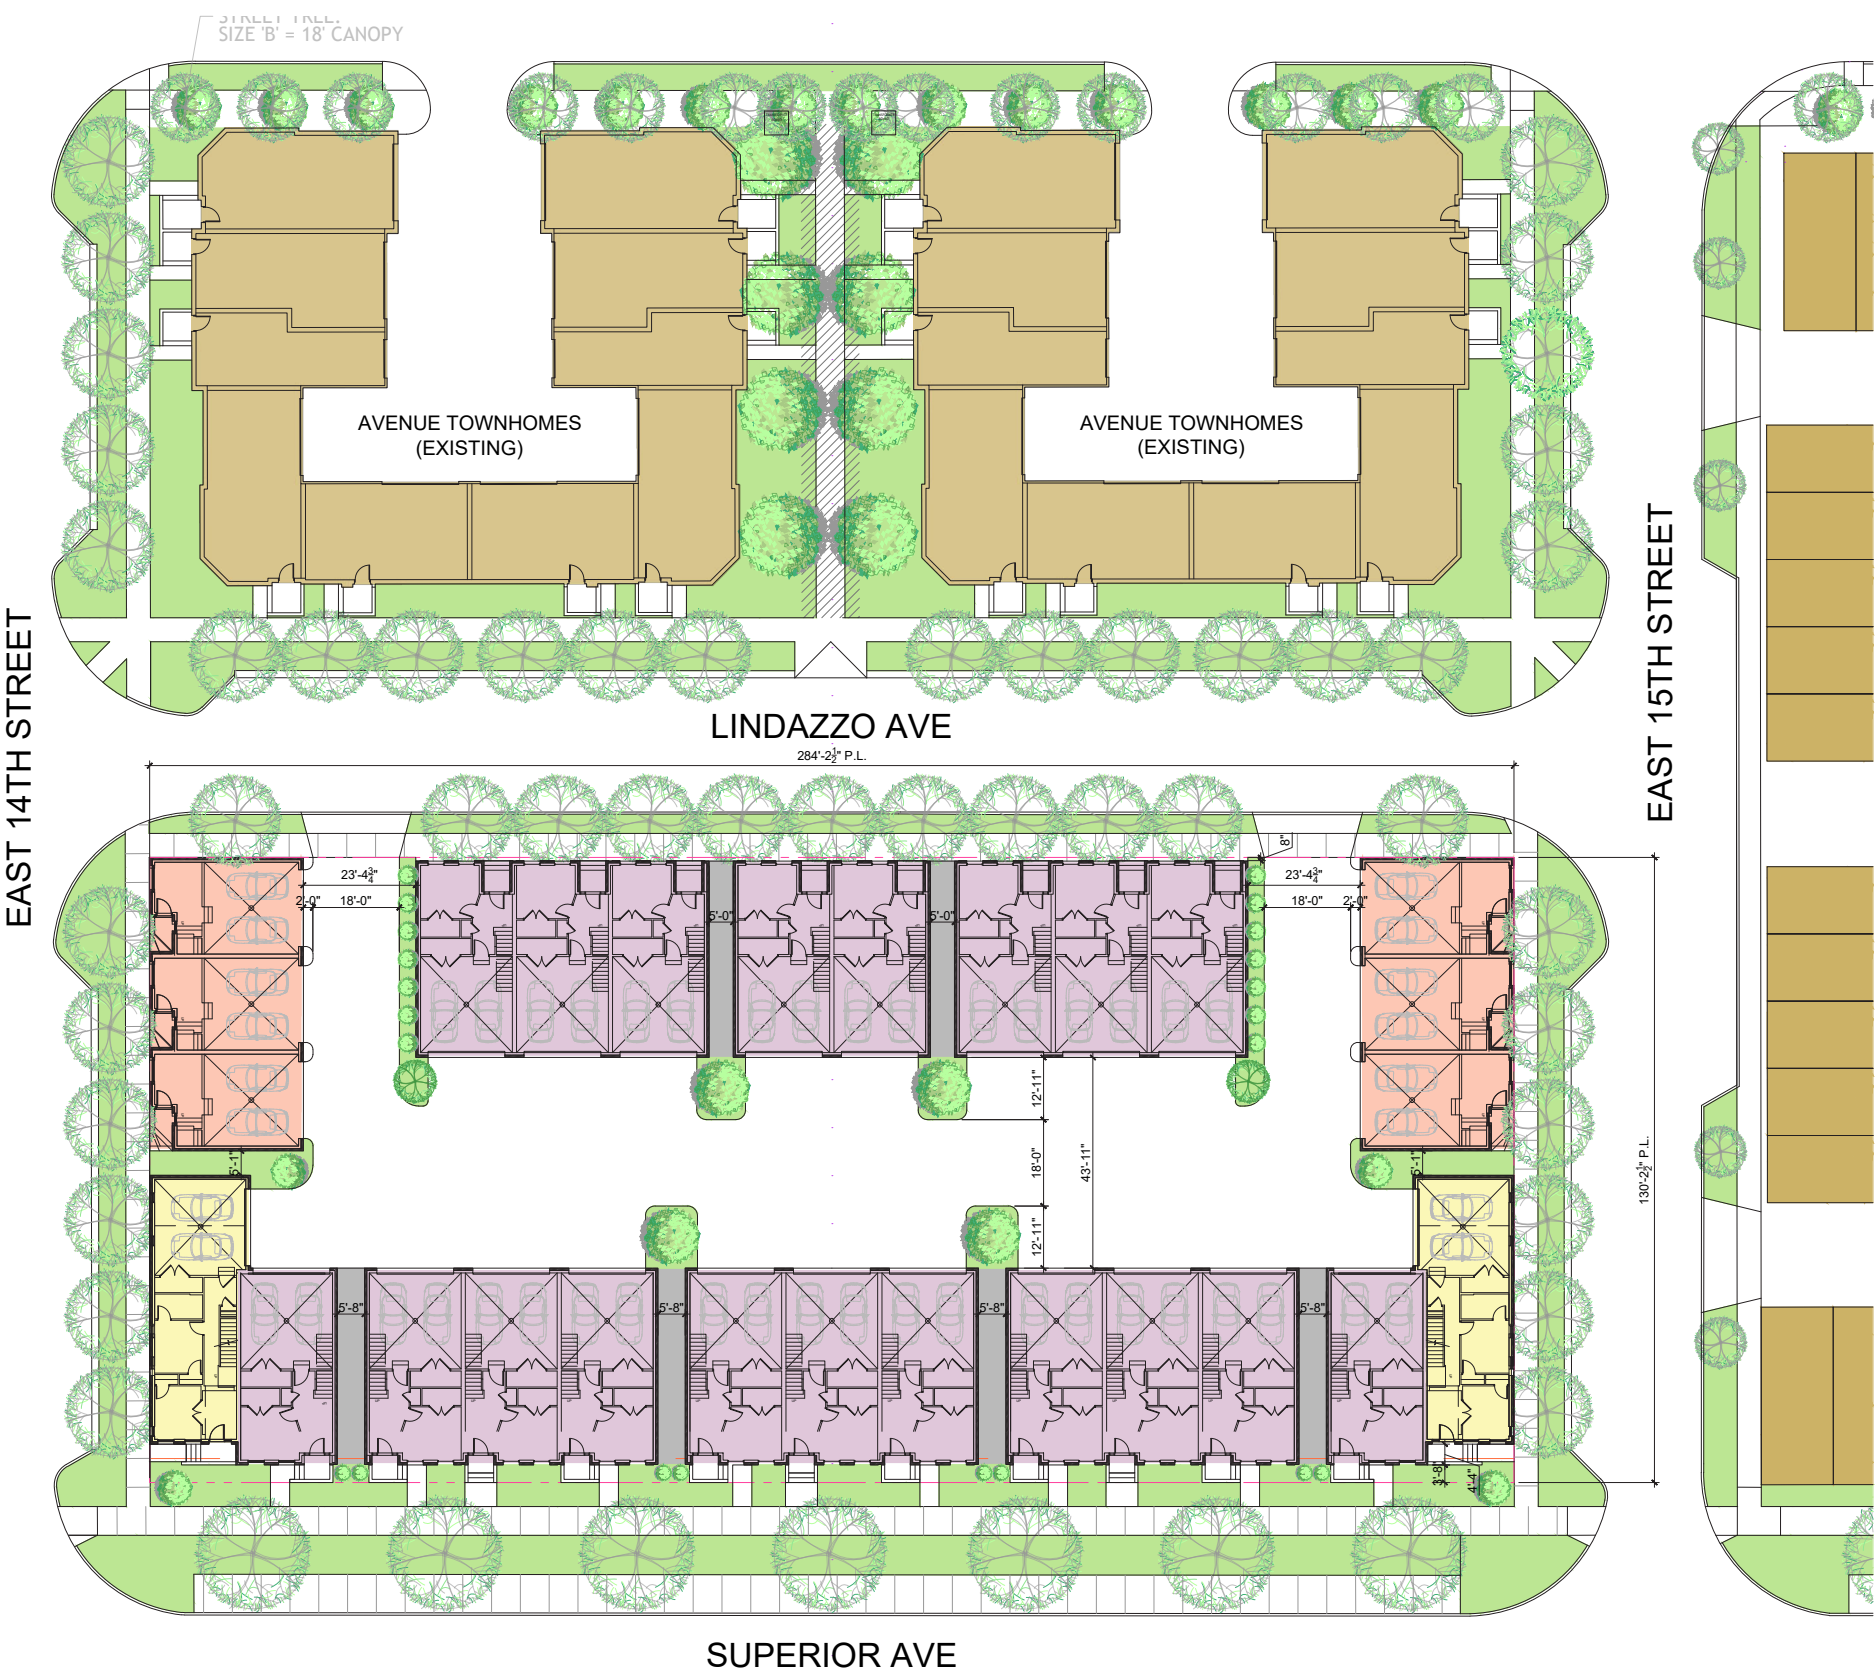 STREET TREE.
SIZE 'B' = 18' CANOPY
AVENUE TOWNHOMES
(EXISTING)
AVENUE TOWNHOMES
(EXISTING)
EAST 14TH STREET
EAST 15TH STREET
LINDAZZO AVE
284'-2½" P.L.
8"
23'-4¾"
23'-4¾"
2'-0"
18'-0"
5'-0"
5'-0"
18'-0"
2'-0"
12'-11"
18'-0"
43'-11"
12'-11"
5'-1"
5'-1"
130'-2½" P.L.
5'-8"
5'-8"
5'-8"
5'-8"
3'-8"
4'-4"
SUPERIOR AVE